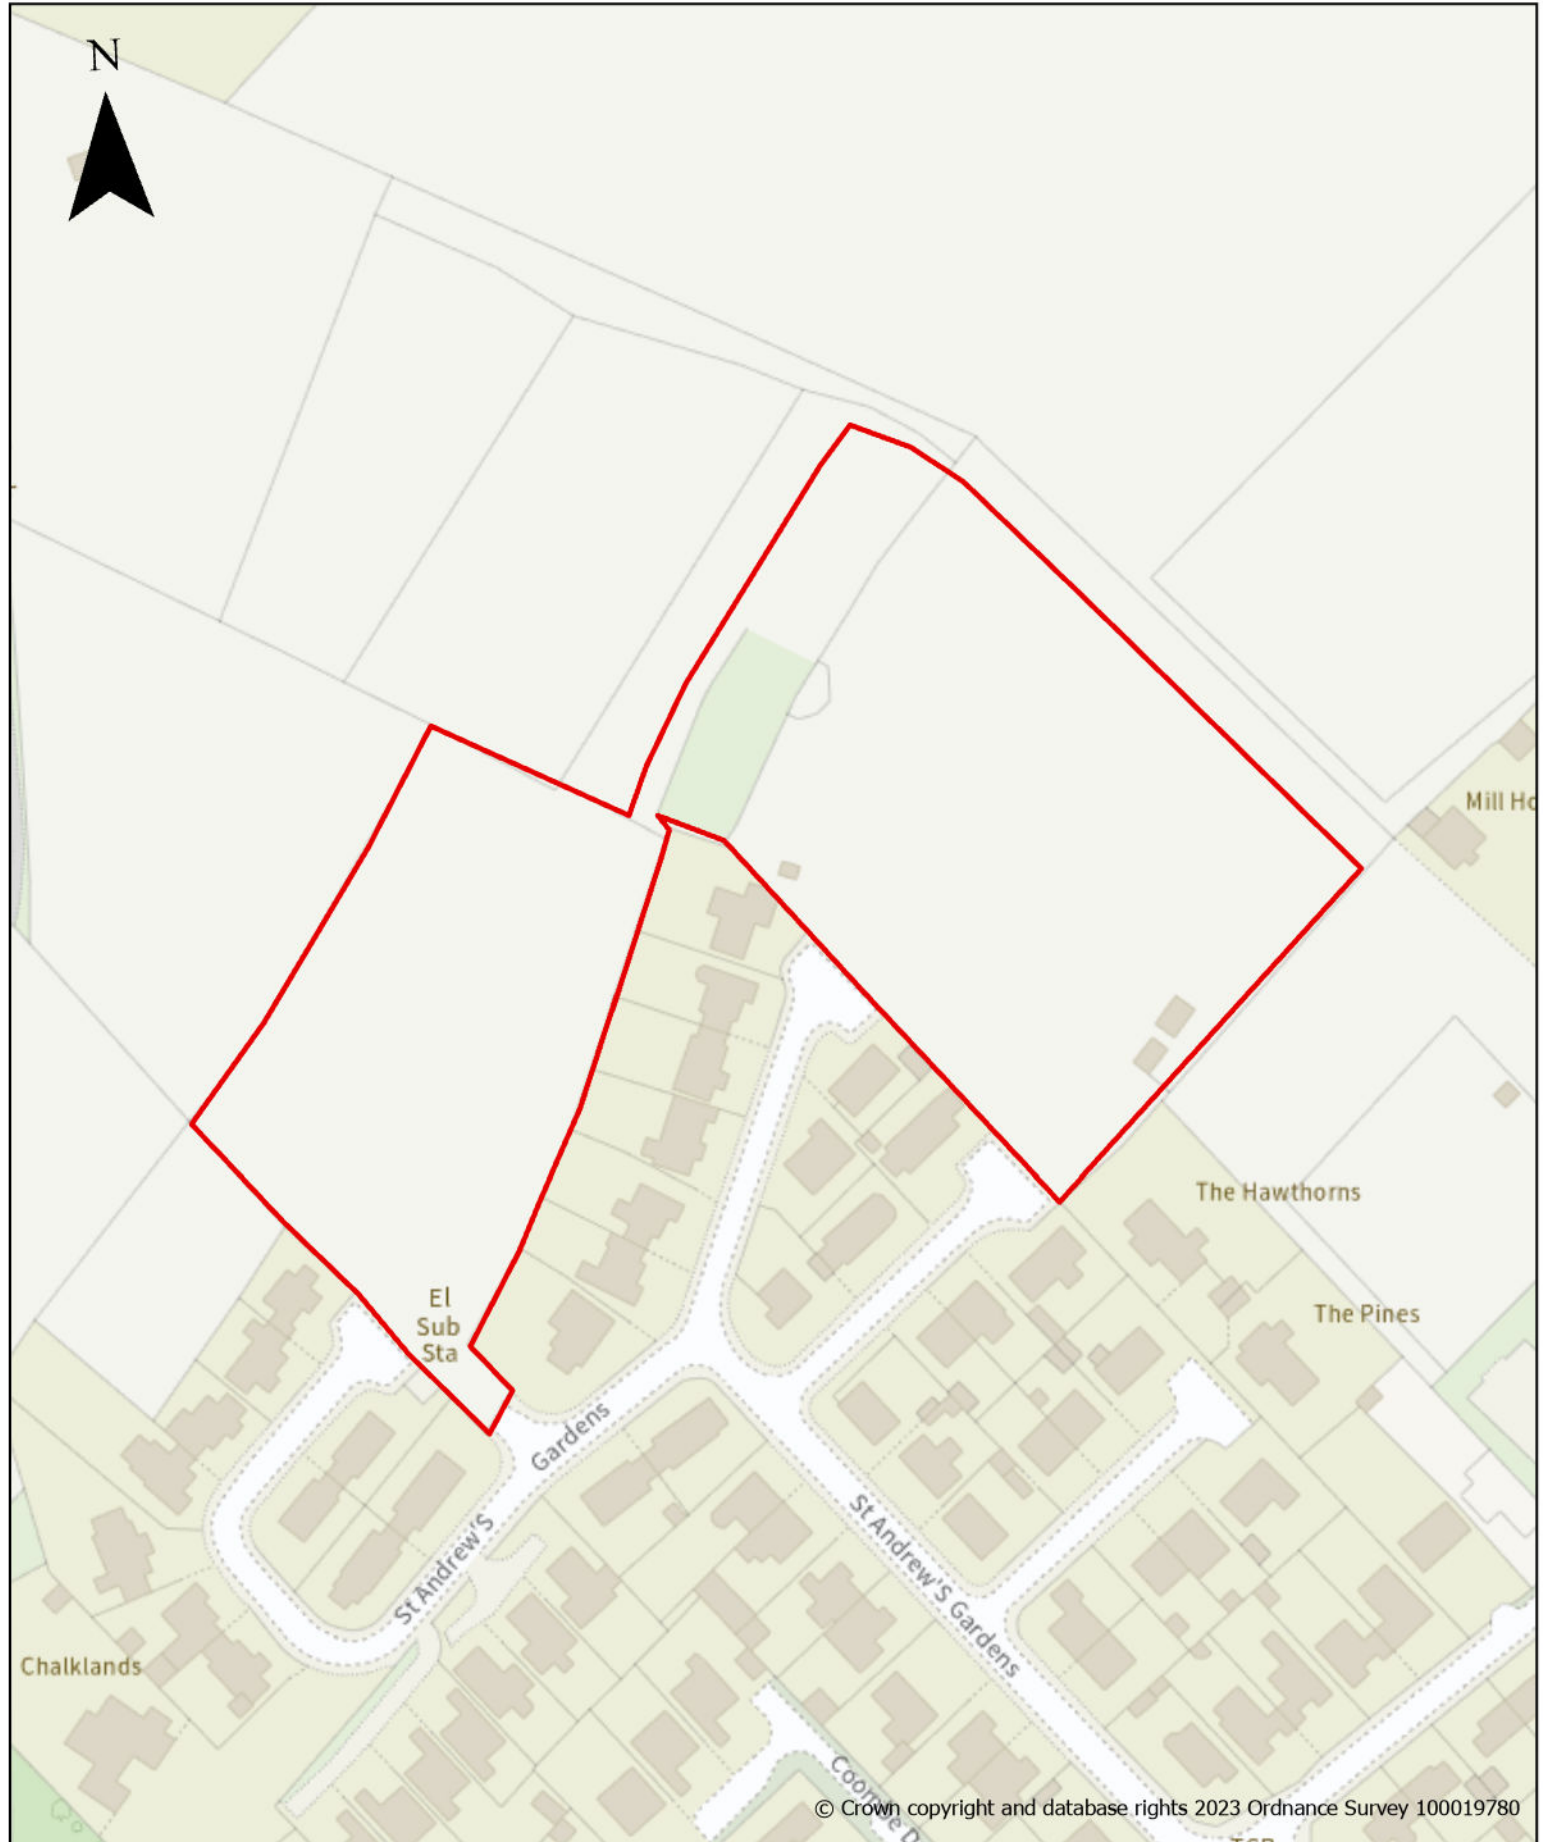 N
Mill Ho
The Hawthorns
El
Sub
Sta
The Pines
Gardens
St Andrew'S
St Andrew'S Gardens
Chalklands
Coombe D
© Crown copyright and database rights 2023 Ordnance Survey 100019780